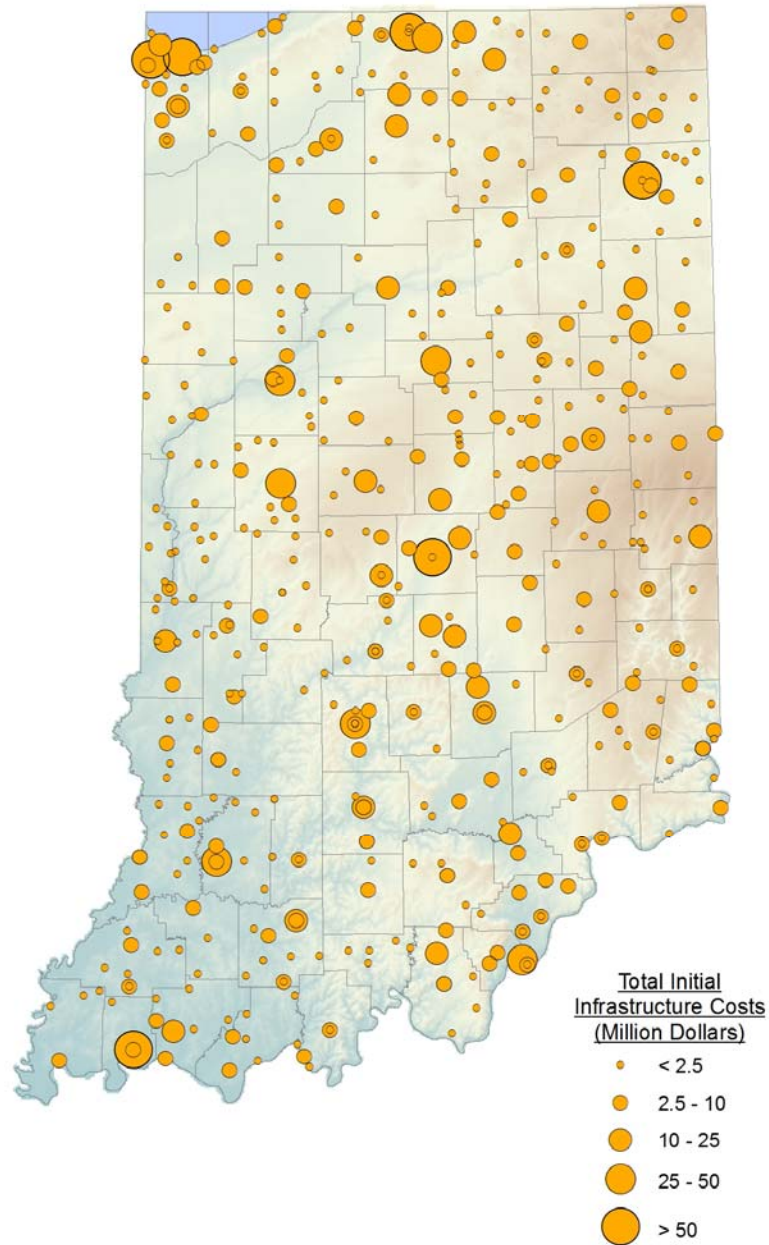 Total Initial
Infrastructure Costs
(Million Dollars)
< 2.5
2.5 - 10
10 - 25
25 - 50
> 50